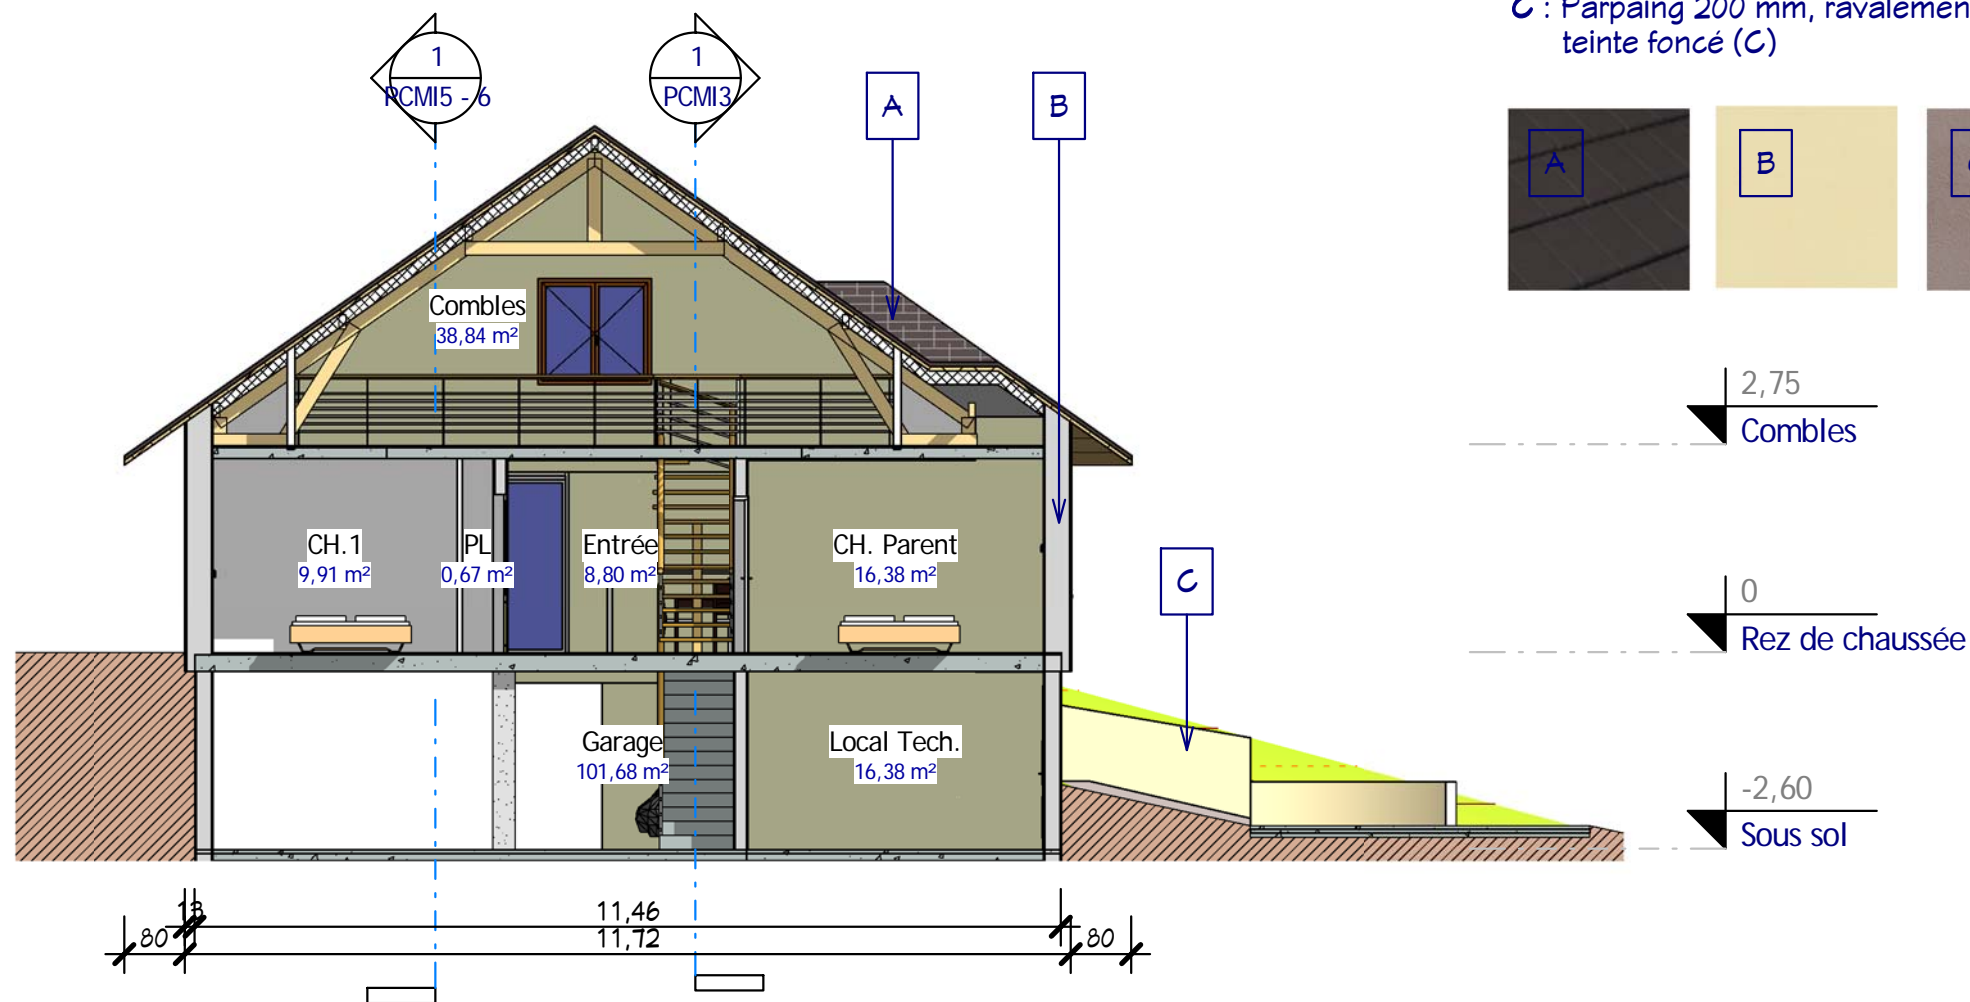 C : Parpaing 200 mm, ravalemen
teinte foncé (C)
1
PCMI5 - 6
1
PCMI3
A
B
A
B
Combles
38,84 m²
2,75
Combles
CH.1
9,91 m²
PL
0,67 m²
Entrée
8,80 m²
CH. Parent
16,38 m²
C
0
Rez de chaussée
Garage
101,68 m²
Local Tech.
16,38 m²
-2,60
Sous sol
13
11,46
80
11,72
80